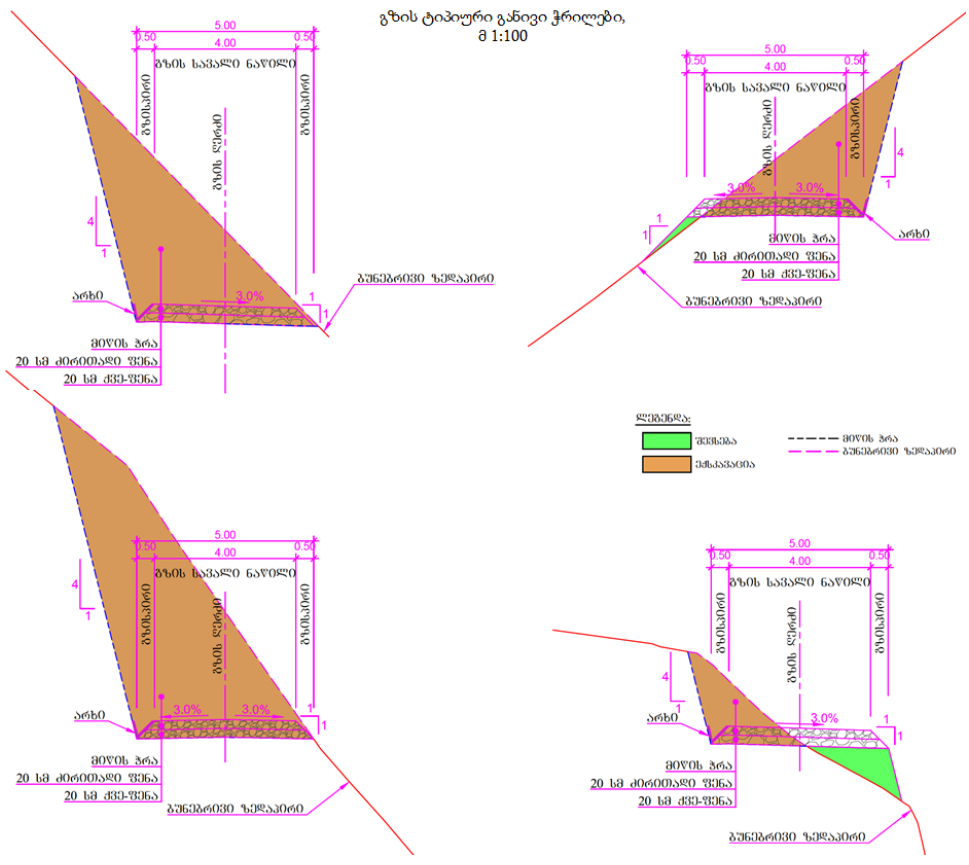 გზის ტიპიური განივი ჭრილები,
მ 1:100
5.00
0.50 4.00 0.50
გზის სავალი ნაწილი
გზისპირი
გზის ღერძი
გზისპირი
4
1
3.0%
1
1
არხი
ბუნებრივი ზედაპირი
მიწის ჭრა
20 სმ ძირითადი ფენა
20 სმ ქვე-ფენა
5.00
0.50 4.00 0.50
გზის სავალი ნაწილი
გზის ღერძი
გზისპირი
4
1
3.0% 3.0%
1
1
არხი
მიწის ჭრა
20 სმ ძირითადი ფენა
20 სმ ქვე-ფენა
ბუნებრივი ზედაპირი
ლეგენდა:
შევსება
ექსკავაცია
მიწის ჭრა
ბუნებრივი ზედაპირი
5.00
0.50 4.00 0.50
გზის სავალი ნაწილი
გზისპირი
გზის ღერძი
გზისპირი
4
1
3.0% 3.0%
1
1
არხი
მიწის ჭრა
20 სმ ძირითადი ფენა
20 სმ ქვე-ფენა
ბუნებრივი ზედაპირი
5.00
0.50 4.00 0.50
გზის სავალი ნაწილი
გზისპირი
გზის ღერძი
გზისპირი
4
1
3.0%
1
1
არხი
მიწის ჭრა
20 სმ ძირითადი ფენა
20 სმ ქვე-ფენა
ბუნებრივი ზედაპირი